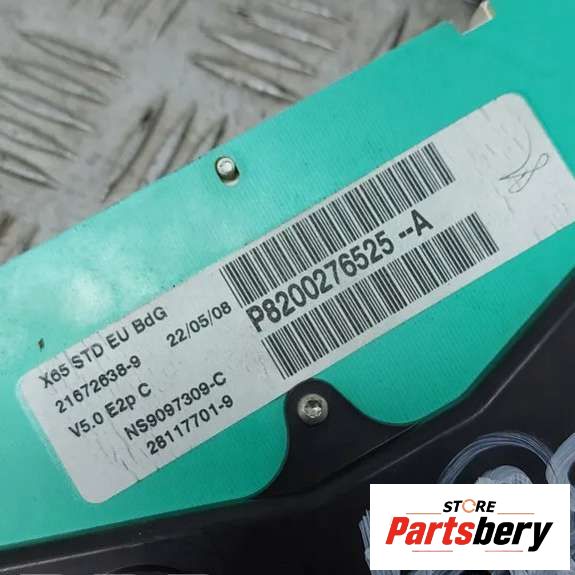 X65 STD EU BdG
21672638-9 22/05/08
V5.0 E2p C
NS9097309-C
28117701-9
P8200276525--A
STORE
Partsbery